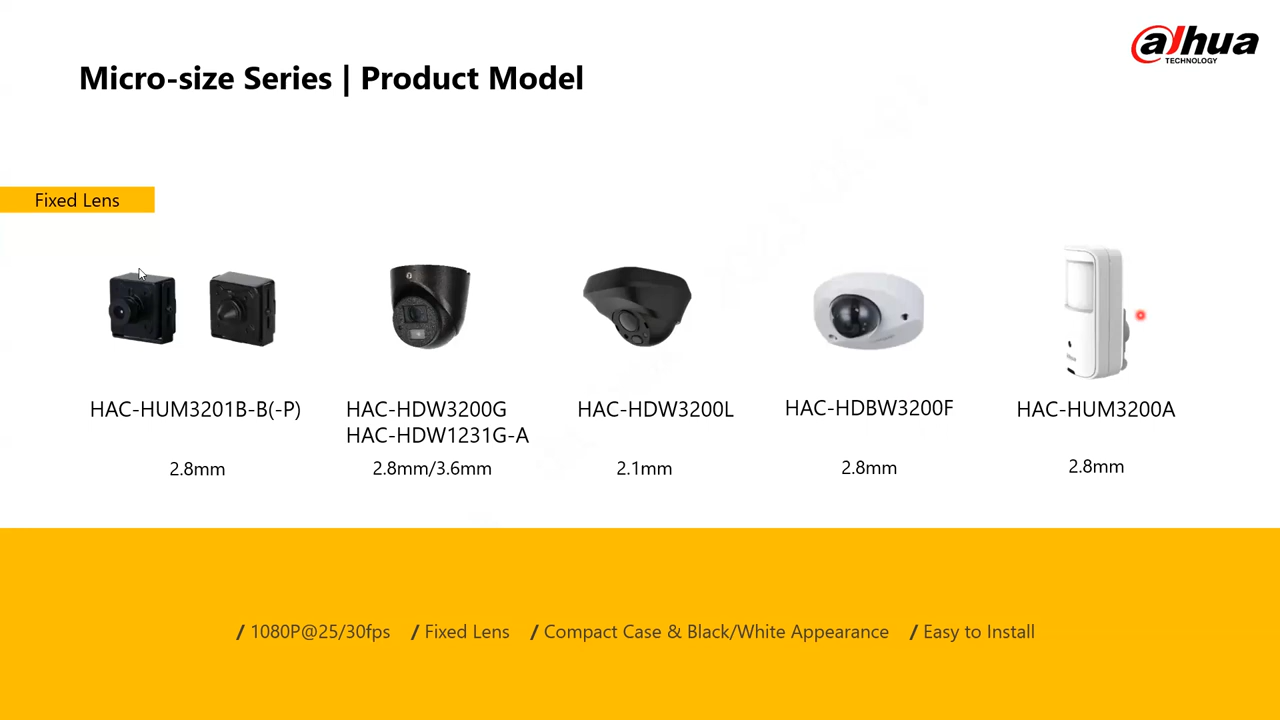 alhua
TECHNOLOGY
Micro-size Series | Product Model
Fixed Lens
HAC-HUM3201B-B(-P)
2.8mm
HAC-HDW3200G
HAC-HDW1231G-A
2.8mm/3.6mm
HAC-HDW3200L
2.1mm
HAC-HDBW3200F
2.8mm
alhua
HAC-HUM3200A
2.8mm
/ 1080P@25/30fps / Fixed Lens / Compact Case & Black/White Appearance / Easy to Install